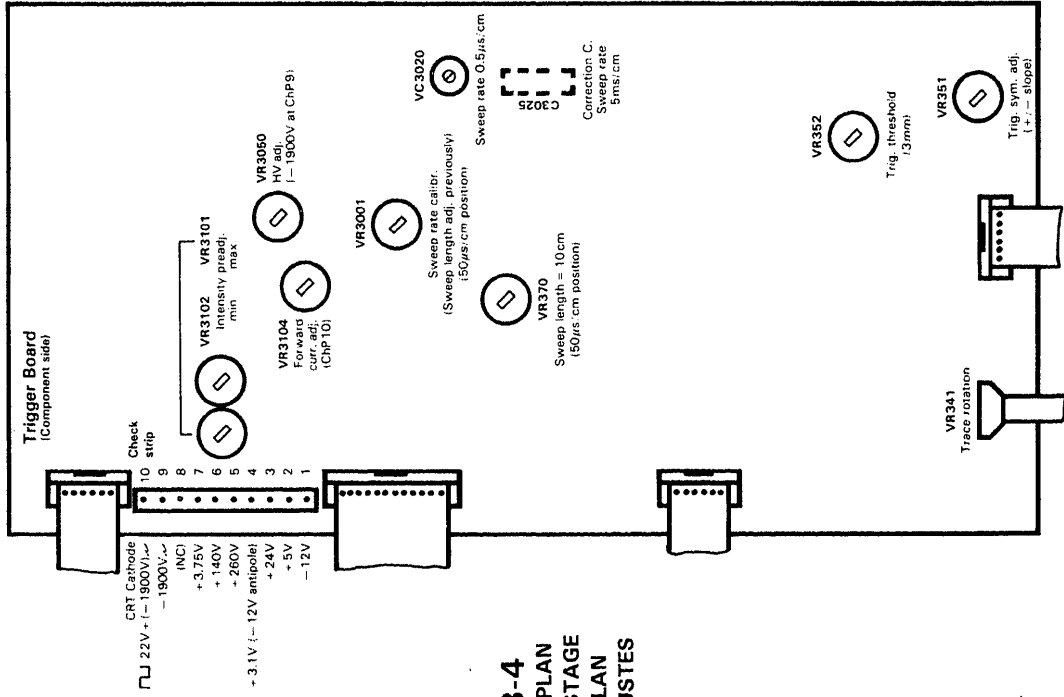 Trigger Board
(Component side)
Check
strip
10
9
8
7
6
5
4
3
2
1
CRT Cathode
22V + (−1900V)
−1900V
(NC)
+3.75V
+140V
+260V
+3.1V (−12V antipole)
+24V
+5V
−12V
VR3102
VR3101
Intensity preadj.
min
max
VR3104
Forward
curr. adj.
(ChP10)
VR3050
HV adj.
(−1900V at ChP9)
VR3001
Sweep rate calibr.
(Sweep length adj. previously)
(50µs/cm position)
VR370
Sweep length = 10cm
(50µs/cm position)
VC3020
Sweep rate 0.5µs/cm
C3025
Correction C.
Sweep rate
5ms/cm
VR352
Trig. threshold
(3mm)
VR351
Trig. sym. adj.
(+/− slope)
VR341
Trace rotation
-4
PLAN
STAGE
LAN
USTES